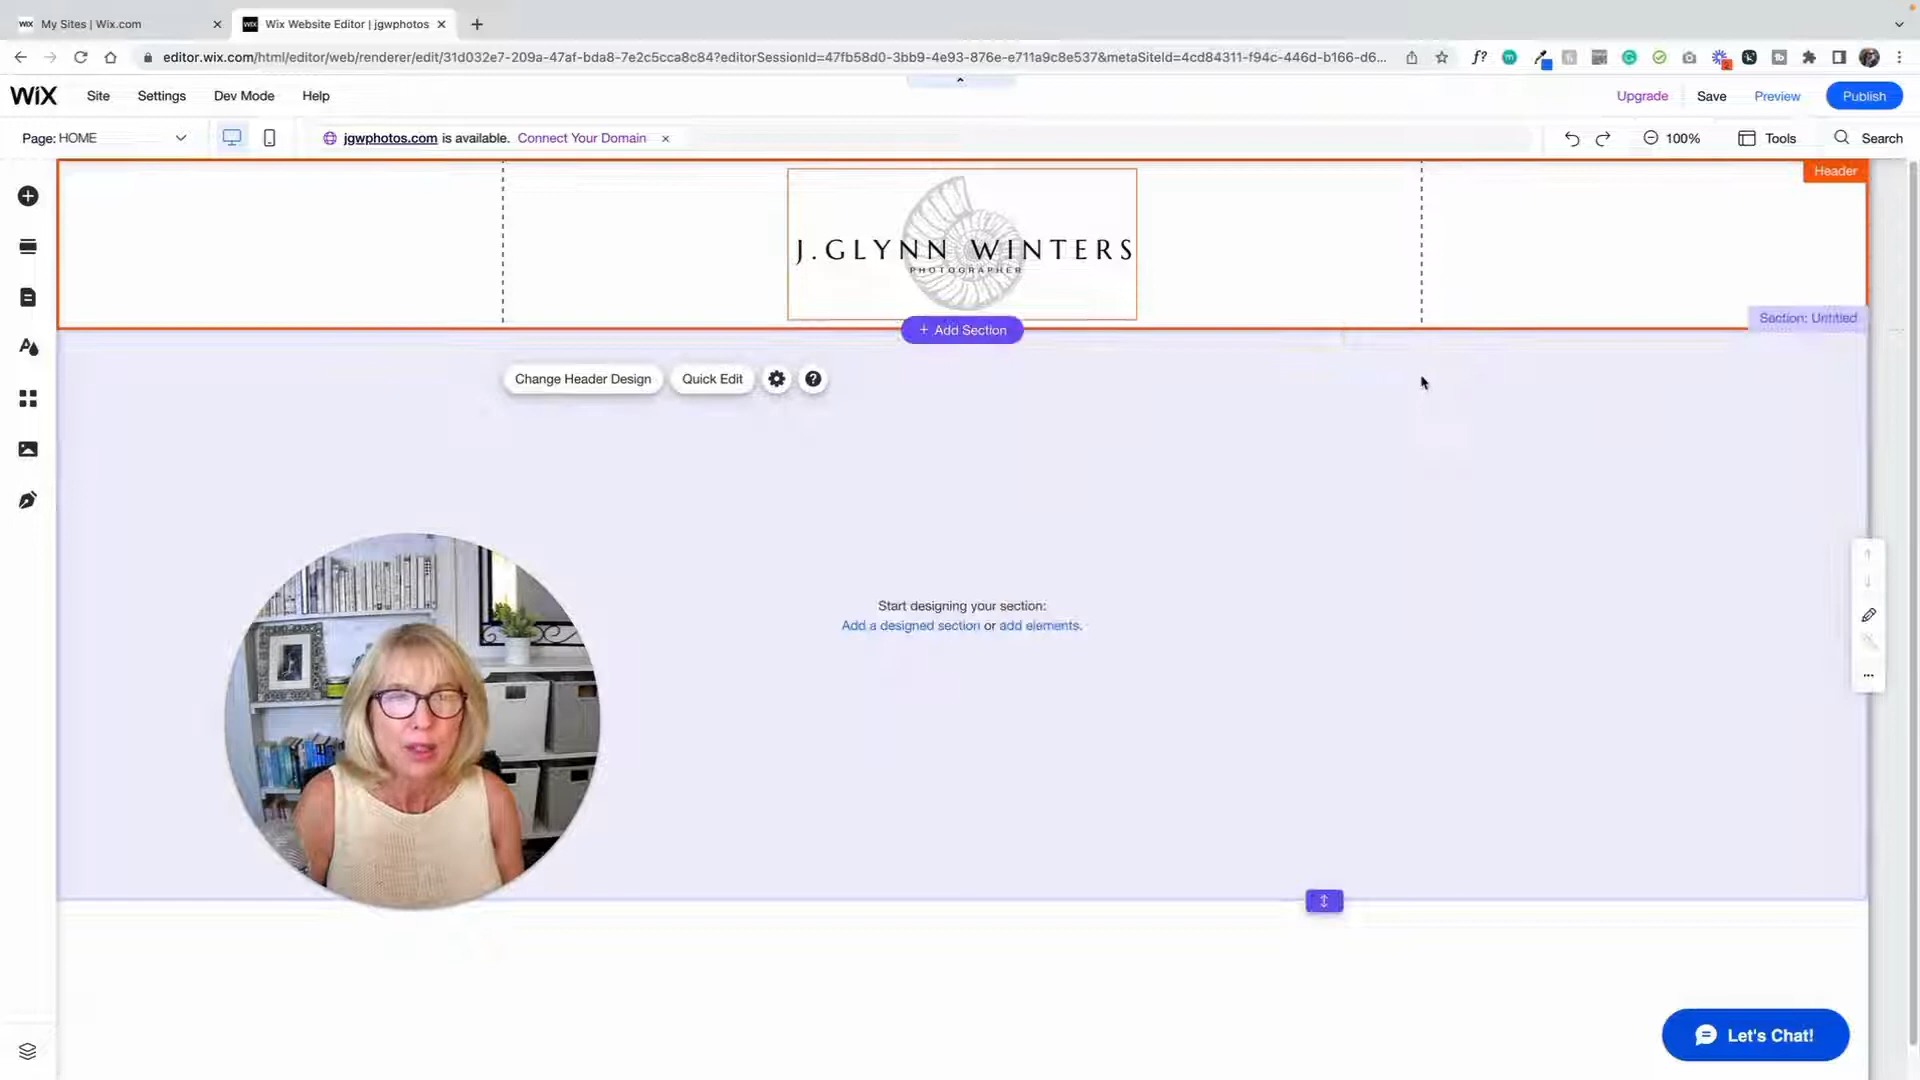 WiX My Sites | Wix.com
WiX Wix Website Editor | jgwphotos
editor.wix.com/html/editor/web/renderer/edit/31d032e7-209a-47af-bda8-7e2c5cca8c84?editorSessionId=47fb58d0-3bb9-4e93-876e-e711a9c8e537&metaSiteId=4cd84311-f94c-446d-b166-d6...
WiX Site Settings Dev Mode Help Upgrade Save Preview Publish
Page: HOME jgwphotos.com is available. Connect Your Domain 100% Tools Search
Header
J.GLYNN WINTERS
PHOTOGRAPHER
Section: Untitled
+ Add Section
Change Header Design Quick Edit ?
Start designing your section:
Add a designed section or add elements.
Let's Chat!